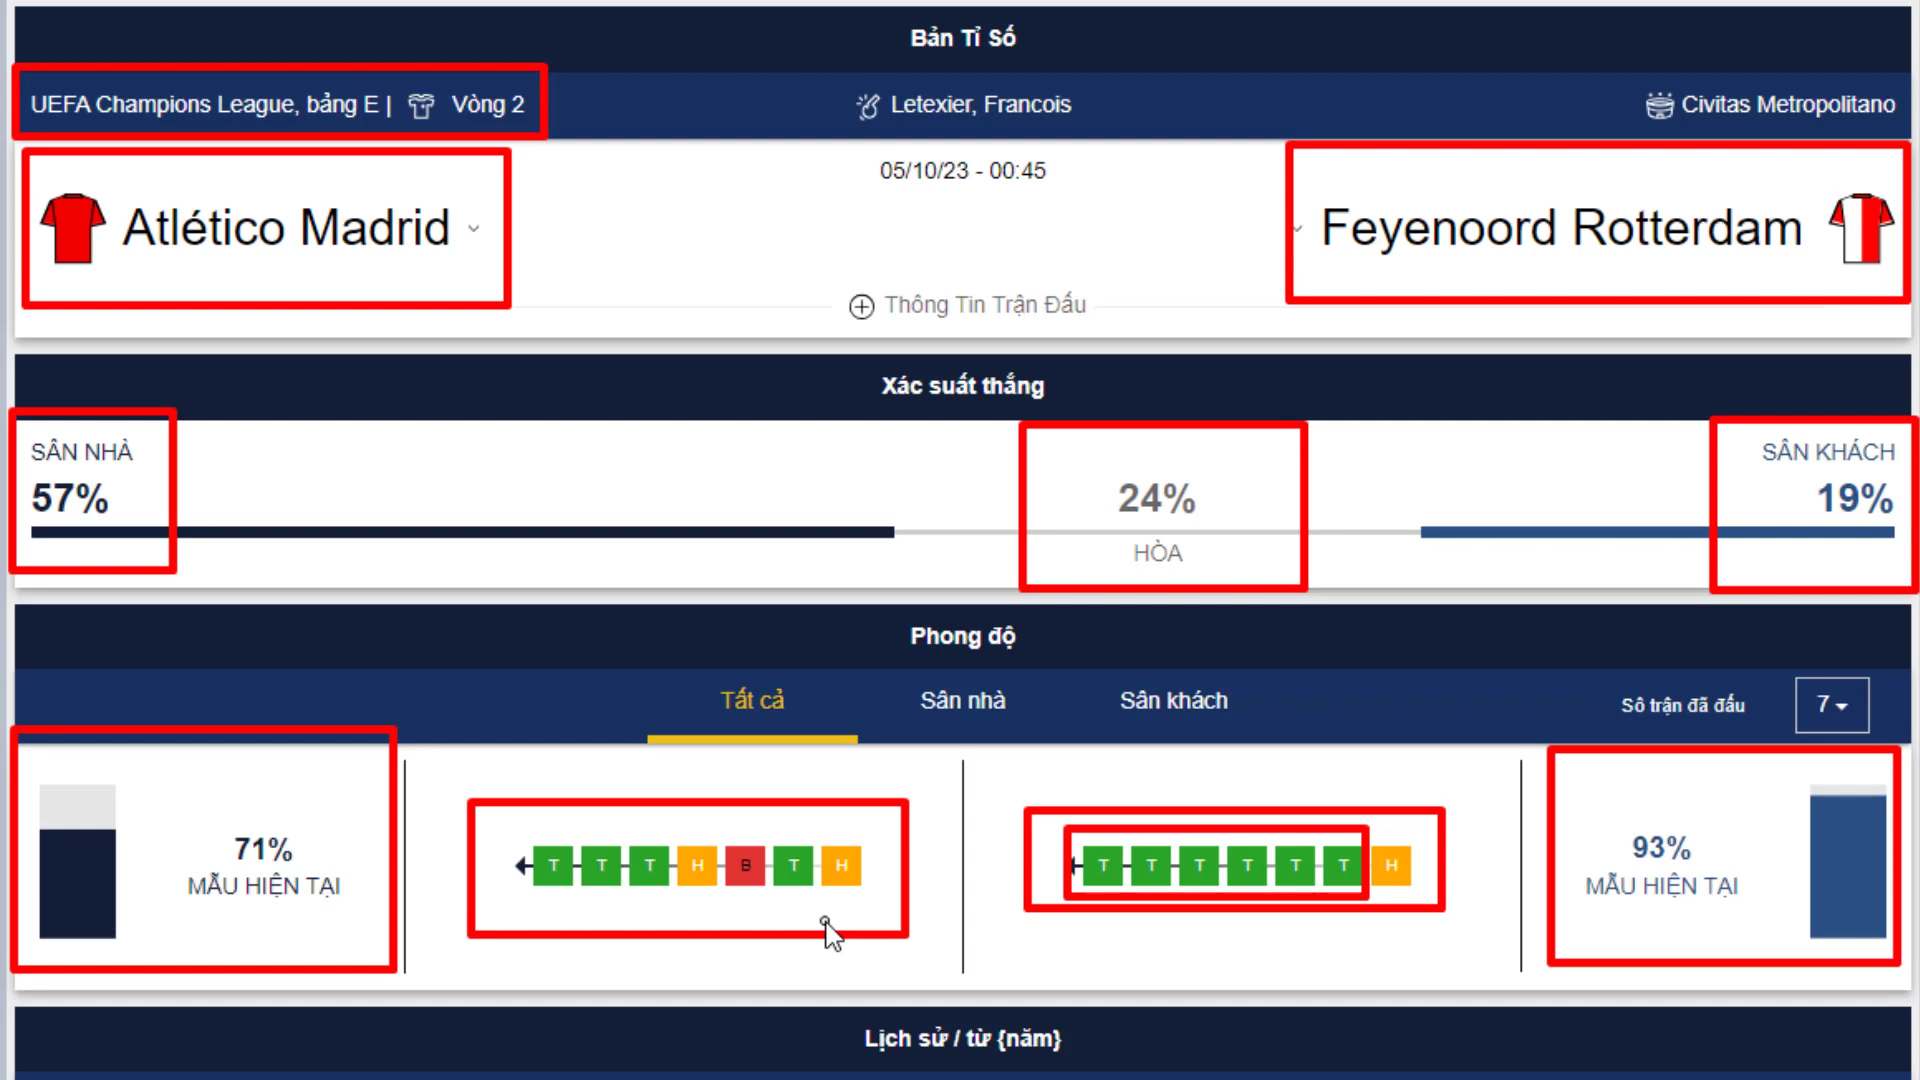 Bản Tỉ Số
UEFA Champions League, bảng E | Vòng 2
Letexier, Francois
Civitas Metropolitano
05/10/23 - 00:45
Atlético Madrid
Feyenoord Rotterdam
Thông Tin Trận Đấu
Xác suất thắng
SÂN NHÀ
57%
24%
HÒA
SÂN KHÁCH
19%
Phong độ
Tất cả
Sân nhà
Sân khách
Số trận đã đấu
7
71%
MẪU HIỆN TẠI
T T T H B T H
T T T T T T H
93%
MẪU HIỆN TẠI
Lịch sử / từ {năm}